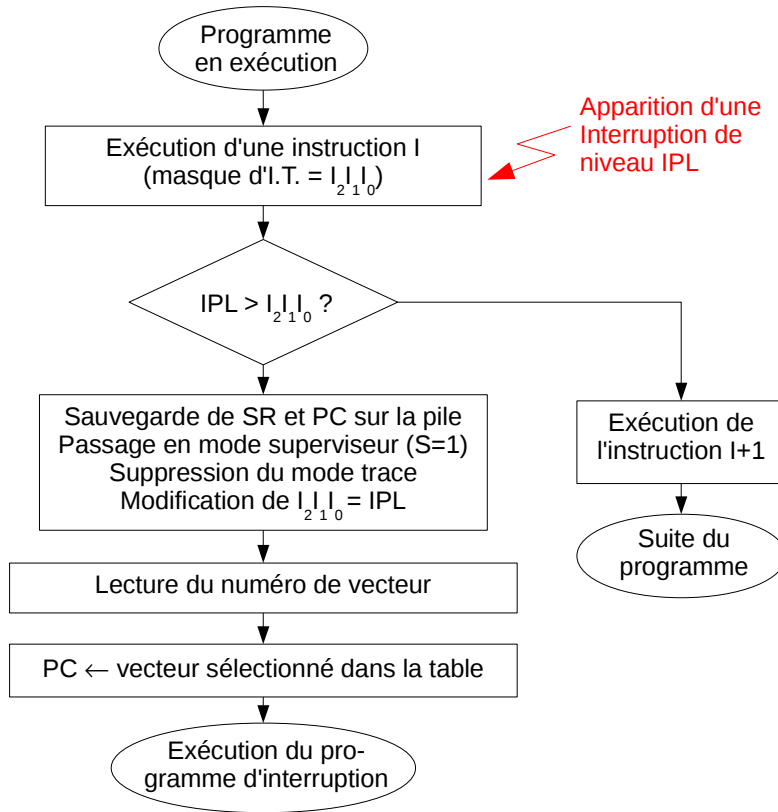 Programme
en exécution
Apparition d'une
Interruption de
niveau IPL
Exécution d'une instruction I
(masque d'I.T. = I₂I₁I₀)
IPL > I₂I₁I₀ ?
Sauvegarde de SR et PC sur la pile
Passage en mode superviseur (S=1)
Suppression du mode trace
Modification de I₂I₁I₀ = IPL
Exécution de
l'instruction I+1
Suite du
programme
Lecture du numéro de vecteur
PC ← vecteur sélectionné dans la table
Exécution du pro-
gramme d'interruption